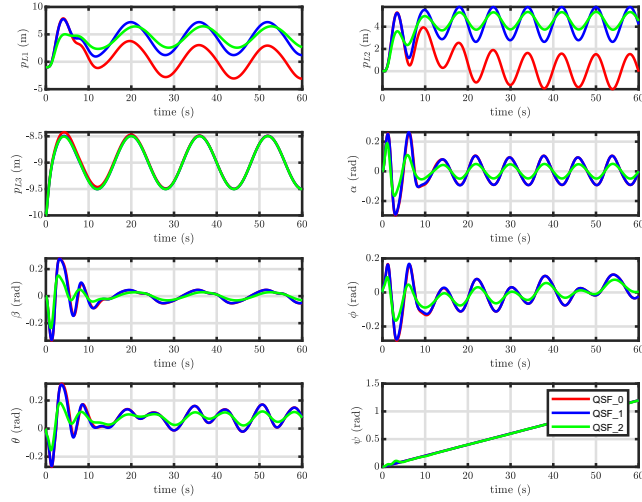 p_{L1} (m)
10
5
0
-5
0 10 20 30 40 50 60
time (s)
p_{L2} (m)
4
2
0
0 10 20 30 40 50 60
time (s)
p_{L3} (m)
-8.5
-9
-9.5
-10
0 10 20 30 40 50 60
time (s)
α (rad)
0.2
0
-0.2
0 10 20 30 40 50 60
time (s)
β (rad)
0.2
0
-0.2
0 10 20 30 40 50 60
time (s)
ϕ (rad)
0.2
0
-0.2
0 10 20 30 40 50 60
time (s)
θ (rad)
0.2
0
-0.2
0 10 20 30 40 50 60
time (s)
ψ (rad)
1.5
1
0.5
0
QSF_0
QSF_1
QSF_2
0 10 20 30 40 50 60
time (s)